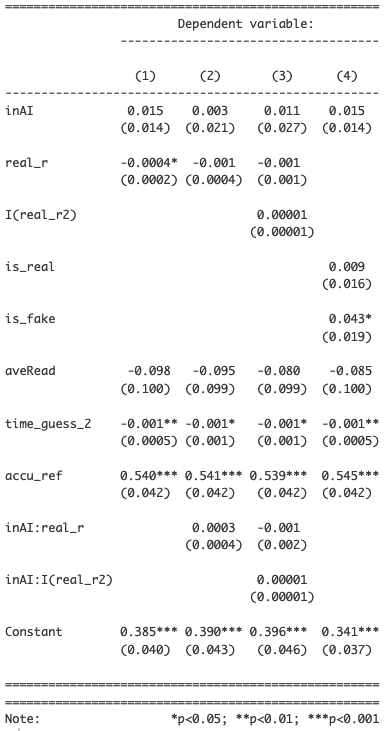 ====================================================
Dependent variable:
------------------------------------
(1) (2) (3) (4)
----------------------------------------------------
inAI 0.015 0.003 0.011 0.015
(0.014) (0.021) (0.027) (0.014)
real_r -0.0004* -0.001 -0.001
(0.0002) (0.0004) (0.001)
I(real_r2) 0.00001
(0.00001)
is_real 0.009
(0.016)
is_fake 0.043*
(0.019)
aveRead -0.098 -0.095 -0.080 -0.085
(0.100) (0.099) (0.099) (0.100)
time_guess_2 -0.001** -0.001* -0.001* -0.001**
(0.0005) (0.001) (0.001) (0.0005)
accu_ref 0.540*** 0.541*** 0.539*** 0.545***
(0.042) (0.042) (0.042) (0.042)
inAI:real_r 0.0003 -0.001
(0.0004) (0.002)
inAI:I(real_r2) 0.00001
(0.00001)
Constant 0.385*** 0.390*** 0.396*** 0.341***
(0.040) (0.043) (0.046) (0.037)
====================================================
====================================================
Note: *p<0.05; **p<0.01; ***p<0.001